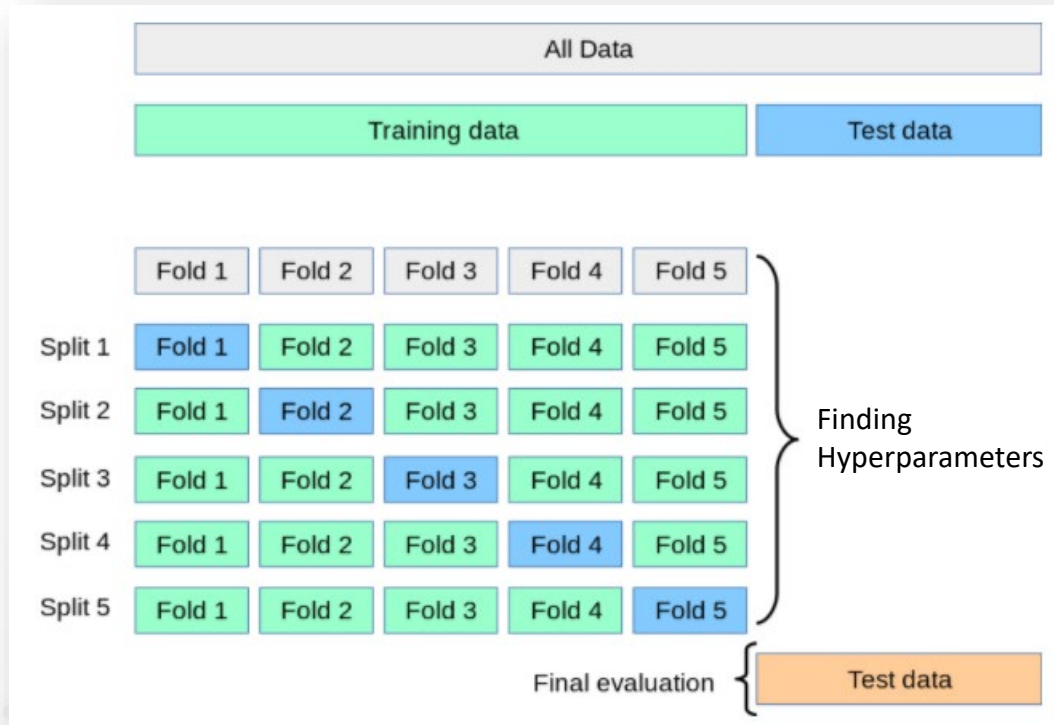 All Data
Training data Test data
Fold 1 Fold 2 Fold 3 Fold 4 Fold 5
Split 1 Fold 1 Fold 2 Fold 3 Fold 4 Fold 5
Split 2 Fold 1 Fold 2 Fold 3 Fold 4 Fold 5
Split 3 Fold 1 Fold 2 Fold 3 Fold 4 Fold 5
Split 4 Fold 1 Fold 2 Fold 3 Fold 4 Fold 5
Split 5 Fold 1 Fold 2 Fold 3 Fold 4 Fold 5
Finding
Hyperparameters
Final evaluation Test data